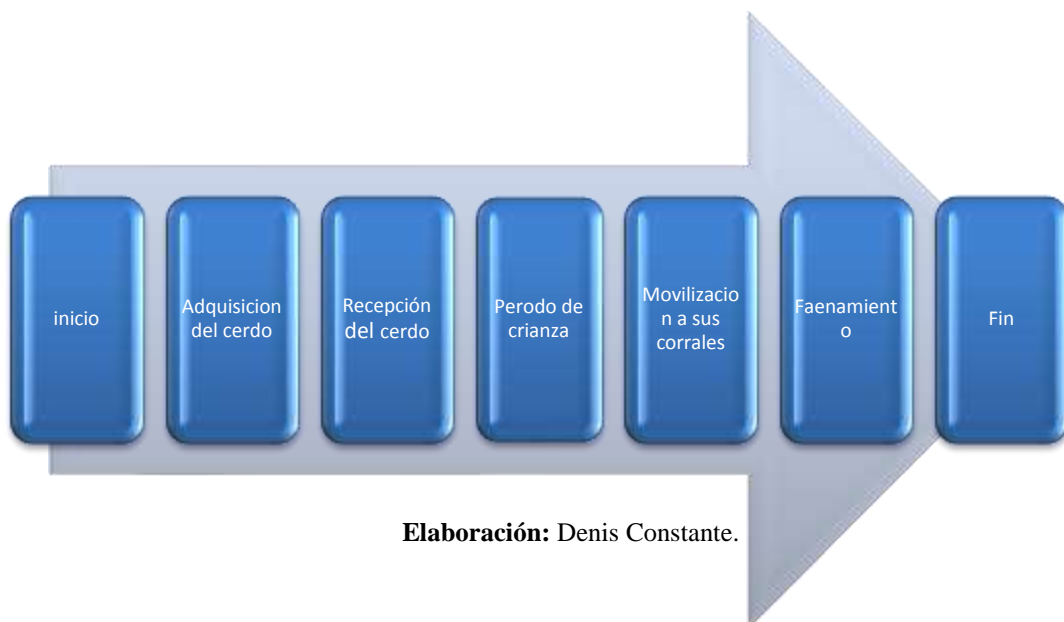 inicio
Adquisicion
del cerdo
Recepción
del cerdo
Perodo de
crianza
Movilizacio
n a sus
corrales
Faenamient
o
Fin
Elaboración: Denis Constante.